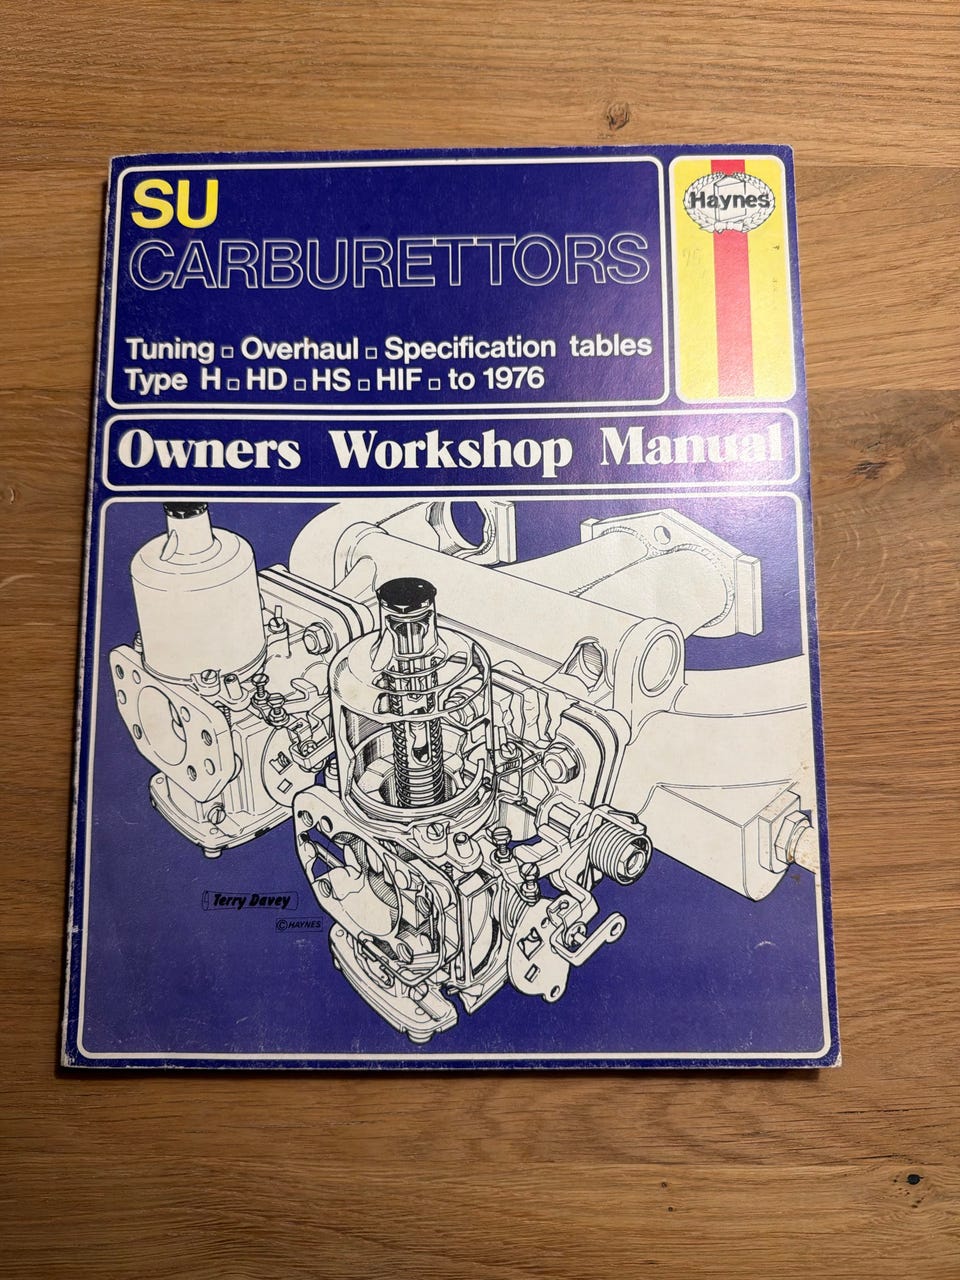 SU
CARBURETTORS
Tuning □ Overhaul □ Specification tables
Type H □ HD □ HS □ HIF □ to 1976
Haynes
Owners Workshop Manual
Terry Davey
©HAYNES